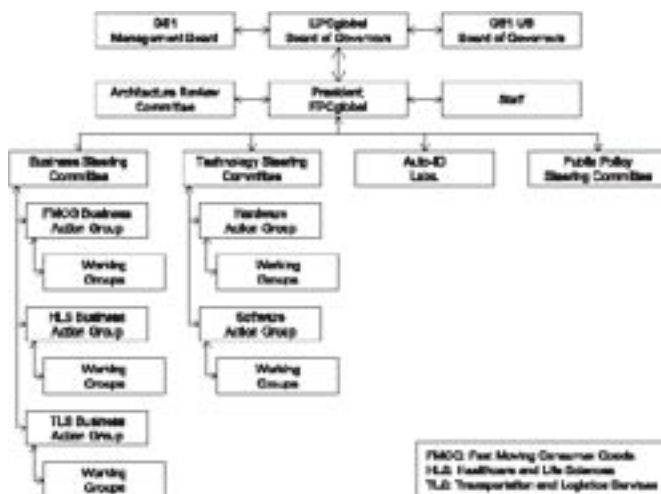 GS1
Management Board
EPCglobal
Board of Governors
GS1 US
Board of Governors
Architecture Review
Committee
President,
EPCglobal
Staff
Business Steering
Committee
Technology Steering
Committee
Auto-ID
Labs.
Public Policy
Steering Committee
FMCG Business
Action Group
Working
Groups
HLS Business
Action Group
Working
Groups
TLS Business
Action Group
Working
Groups
Hardware
Action Group
Working
Groups
Software
Action Group
Working
Groups
FMCG: Fast Moving Consumer Goods
HLS: Healthcare and Life Sciences
TLS: Transportation and Logistics Services